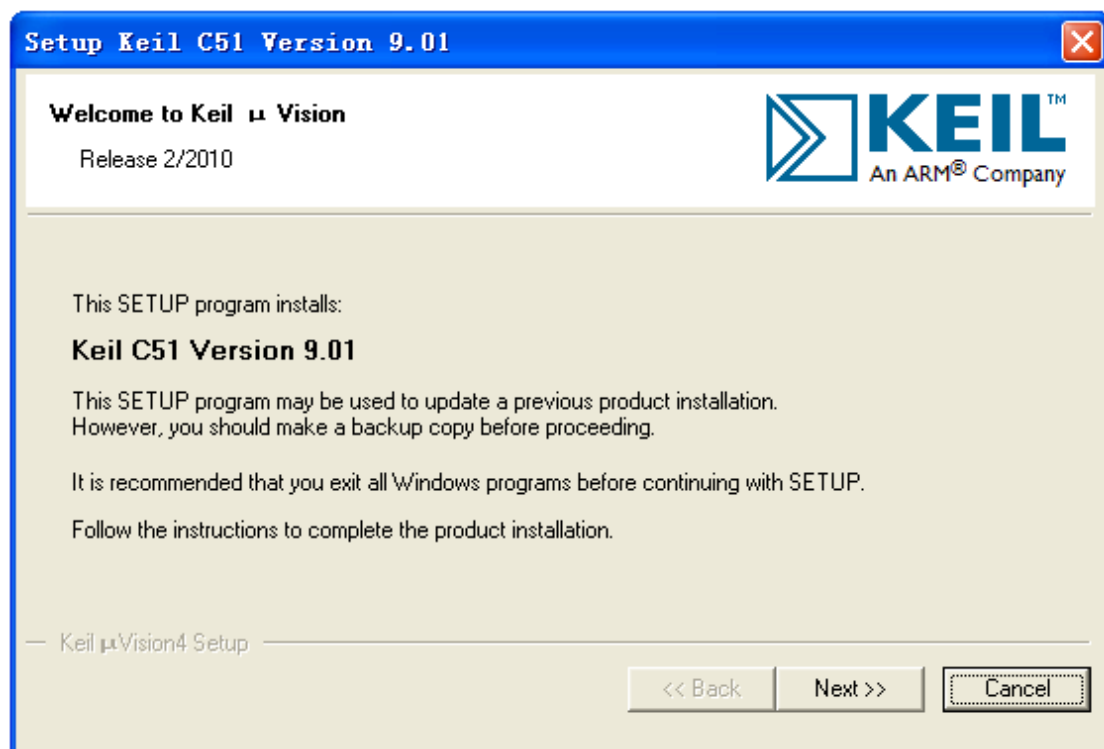 Setup Keil C51 Version 9.01
Welcome to Keil μ Vision
Release 2/2010
KEIL™
An ARM® Company
This SETUP program installs:
Keil C51 Version 9.01
This SETUP program may be used to update a previous product installation.
However, you should make a backup copy before proceeding.
It is recommended that you exit all Windows programs before continuing with SETUP.
Follow the instructions to complete the product installation.
Keil μVision4 Setup
<< Back Next >> Cancel